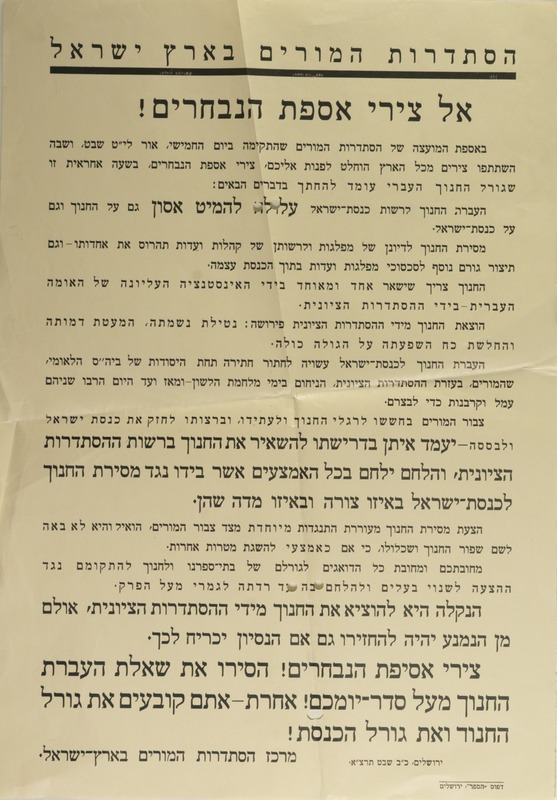 הסתדרות המורים בארץ ישראל
אל צירי אספת הנבחרים!
באספת המועצה של הסתדרות המורים שהתקימה ביום החמישי, אור לי״ט שבט, ושבה
השתתפו צירים מכל הארץ הוחלט לפנות אליכם, צירי אספת הנבחרים, בשעה אחראית זו
שגורל החנוך העברי עומד להחתך בדברים הבאים:
העברת החנוך לרשות כנסת־ישראל עלולה להמיט אסון גם על החנוך וגם
על כנסת־ישראל.
מסירת החנוך לדיונן של מפלגות ולרשותן של קהלות ועדות תהרוס את אחדותו–וגם
תיצור גורם נוסף לסכסוכי מפלגות ועדות בתוך הכנסת עצמה.
החנוך צריך שישאר אחד ומאוחד בידי האינסטנציה העליונה של האומה
העברית–בידי ההסתדרות הציונית.
הוצאת החנוך מידי ההסתדרות הציונית פירושה: נטילת נשמתה, המעטת דמותה
והחלשת כח השפעתה על הגולה כולה.
העברת החנוך לכנסת־ישראל עשויה לחתור חתירה תחת היסודות של ביה״ס הלאומי,
שהמורים, בעזרת ההסתדרות הציונית, הניחום בימי מלחמת הלשון–ומאז ועד היום הרבו שניהם
עמל וקרבנות כדי לבצרם.
צבור המורים בחששו לרגלי החנוך ולעתידו, וברצותו לחזק את כנסת ישראל
ולבססה–יעמד איתן בדרישתו להשאיר את החנוך ברשות ההסתדרות
הציונית, והלחם ילחם בכל האמצעים אשר בידו נגד מסירת החנוך
לכנסת־ישראל באיזו צורה ובאיזו מדה שהן.
הצעת מסירת החנוך מעוררת התנגדות מיוחדת מצד צבור המורים, הואיל והיא לא באה
לשם שפור החנוך ושכלולו, כי אם כאמצעי להשגת מטרות אחרות.
מחובתכם ומחובת כל הדואגים לגורלם של בתי־ספרנו ולחנוך להתקומם נגד
ההצעה לשנוי בעלים ולהלחם בה עד רדתה לגמרי מעל הפרק.
הנקלה היא להוציא את החנוך מידי ההסתדרות הציונית, אולם
מן הנמנע יהיה להחזירו גם אם הנסיון יכריח לכך.
צירי אסיפת הנבחרים! הסירו את שאלת העברת
החנוך מעל סדר־יומכם! אחרת–אתם קובעים את גורל
החנוך ואת גורל הכנסת!
מרכז הסתדרות המורים בארץ־ישראל.
ירושלים, כ״ב שבט תרצ״א.
דפוס "הספר", ירושלים